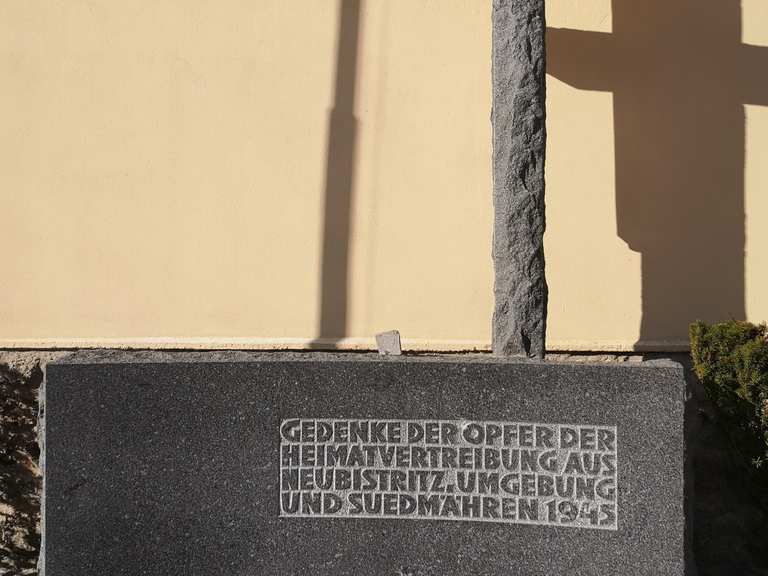 GEDENKE DER OPFER DER
HEIMATVERTREIBUNG AUS
NEUBISTRITZ, UMGEBUNG
UND SUEDMÄHREN 1945